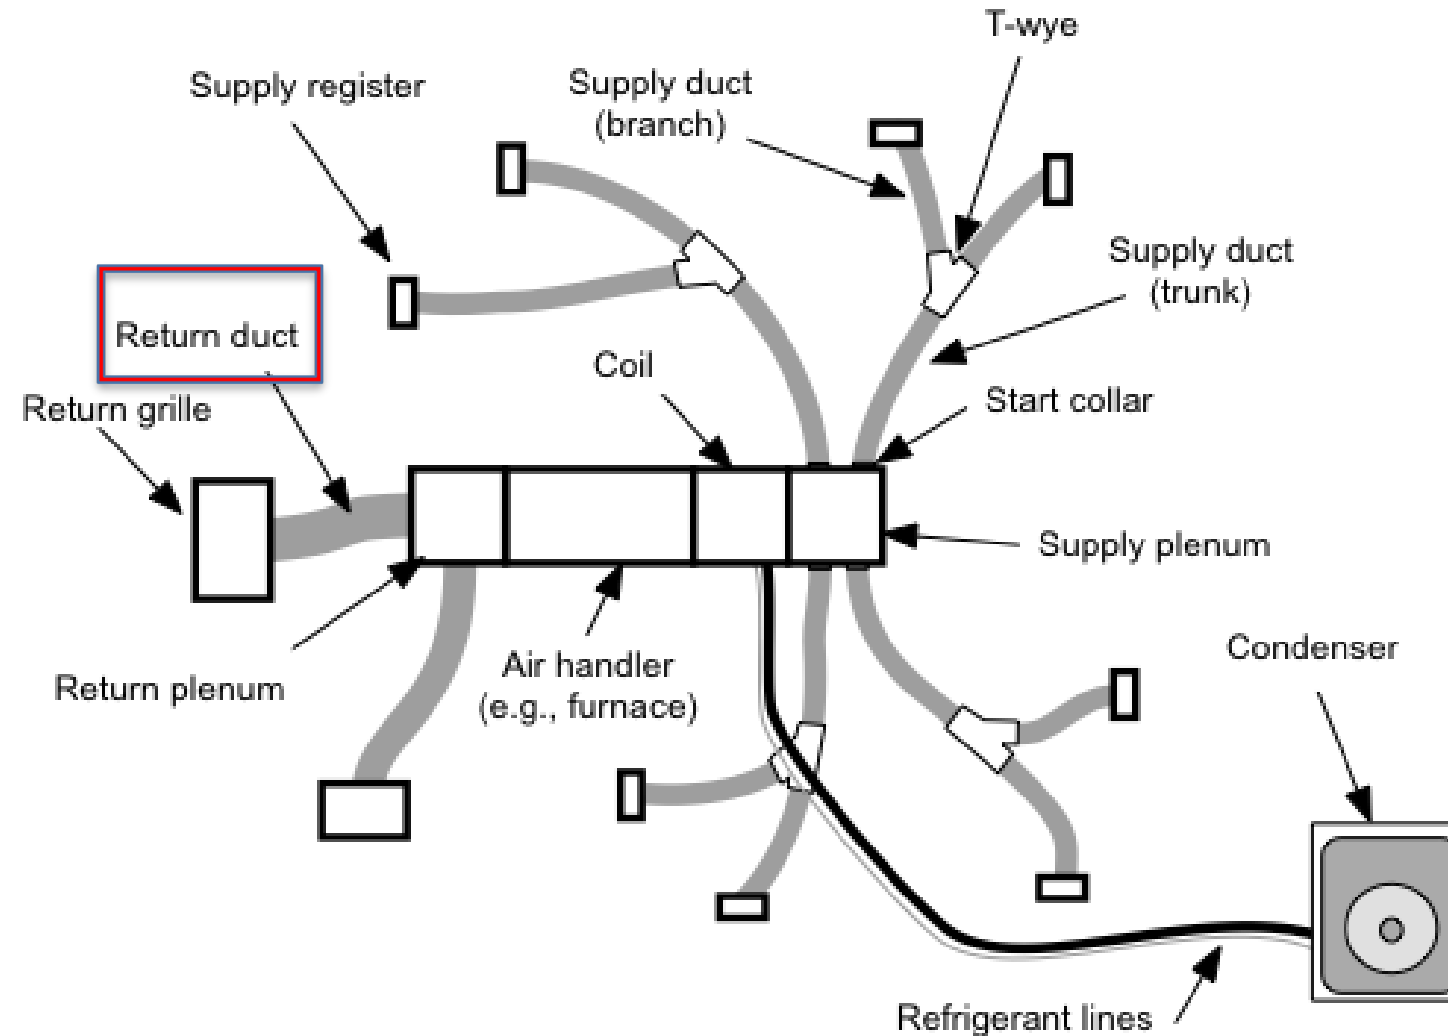 T-wye
Supply register
Supply duct
(branch)
Supply duct
(trunk)
Return duct
Coil
Return grille
Start collar
Supply plenum
Return plenum
Air handler
(e.g., furnace)
Condenser
Refrigerant lines